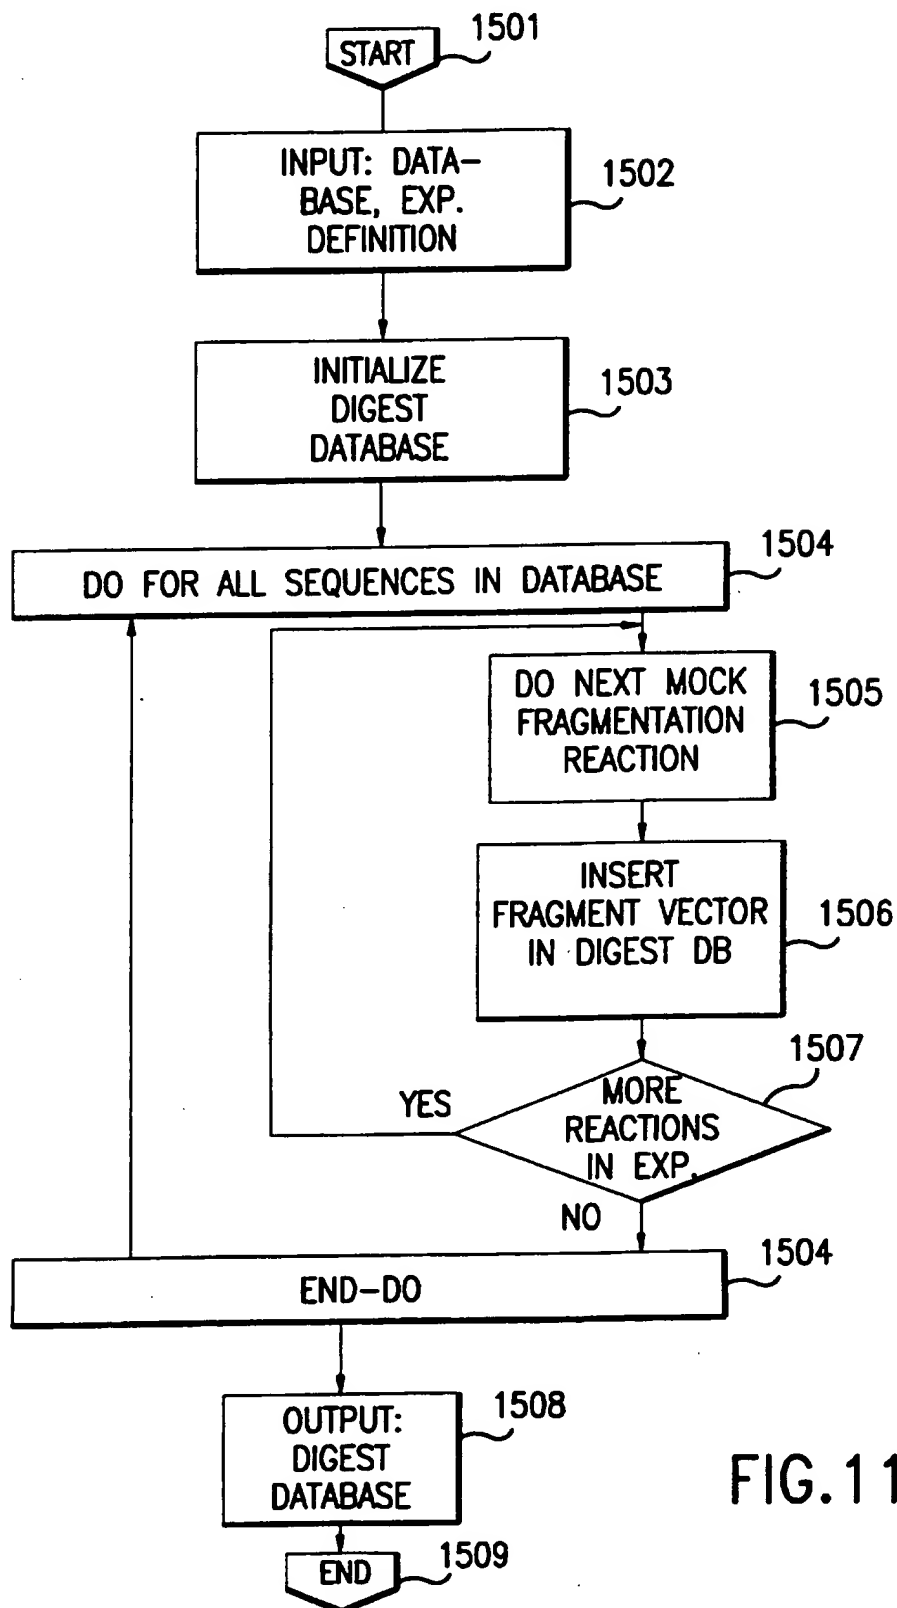 START
1501
INPUT: DATA-
BASE, EXP.
DEFINITION
1502
INITIALIZE
DIGEST
DATABASE
1503
DO FOR ALL SEQUENCES IN DATABASE
1504
DO NEXT MOCK
FRAGMENTATION
REACTION
1505
INSERT
FRAGMENT VECTOR
IN DIGEST DB
1506
MORE
REACTIONS
IN EXP.
1507
YES
NO
END-DO
1504
OUTPUT:
DIGEST
DATABASE
1508
END
1509
FIG.11